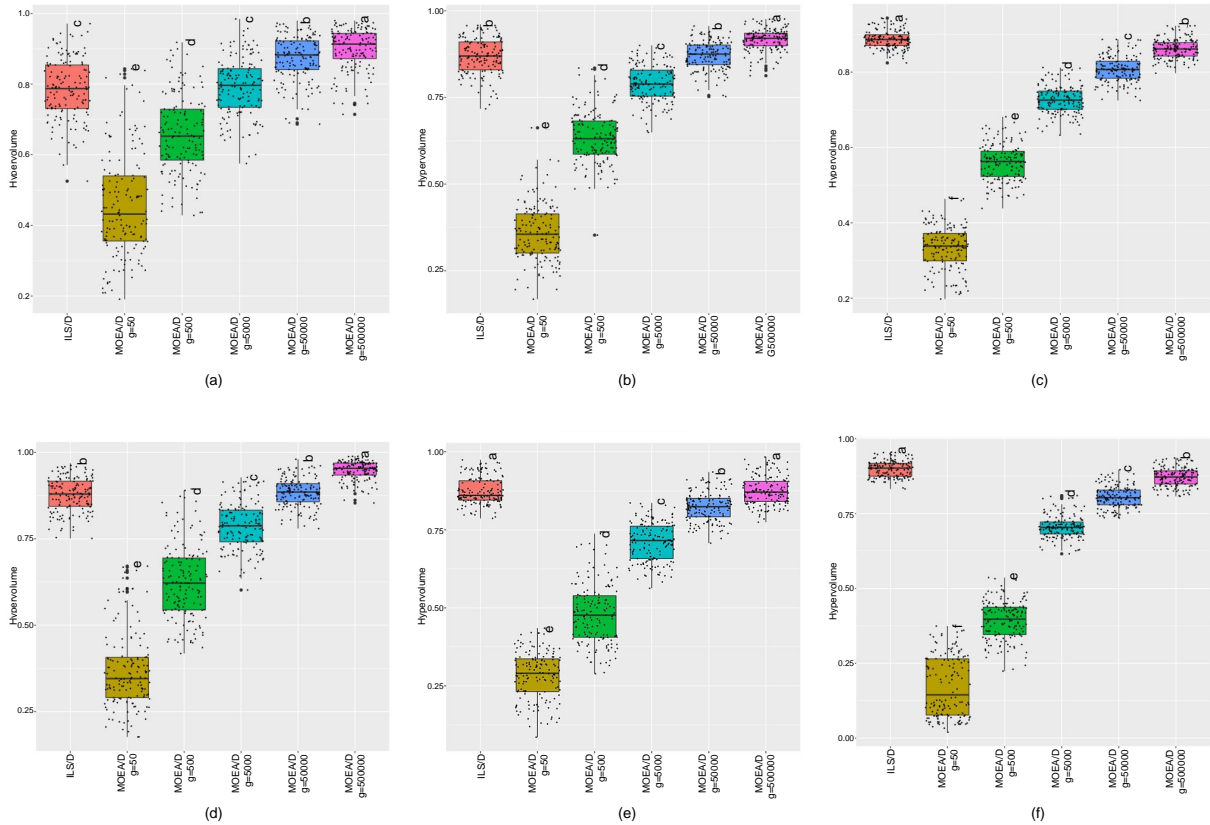 1.0
0.8
0.6
0.4
0.2
Hypervolume
c
e
d
c
b
a
ILS/D
MOEA/D
g=50
MOEA/D
g=500
MOEA/D
g=5000
MOEA/D
g=50000
MOEA/D
g=500000
(a)
1.00
0.75
0.50
0.25
Hypervolume
b
e
d
c
b
a
ILS/D
MOEA/D
g=50
MOEA/D
g=500
MOEA/D
g=5000
MOEA/D
g=50000
MOEA/D
G500000
(b)
0.8
0.6
0.4
0.2
Hypervolume
a
f
e
d
c
b
ILS/D
MOEA/D
g=50
MOEA/D
g=500
MOEA/D
g=5000
MOEA/D
g=50000
MOEA/D
g=500000
(c)
1.00
0.75
0.50
0.25
Hypervolume
b
e
d
c
b
a
ILS/D
MOEA/D
g=50
MOEA/D
g=500
MOEA/D
g=5000
MOEA/D
g=50000
MOEA/D
g=500000
(d)
1.00
0.75
0.50
0.25
Hypervolume
a
e
d
c
b
a
ILS/D
MOEA/D
g=50
MOEA/D
g=500
MOEA/D
g=5000
MOEA/D
g=50000
MOEA/D
g=500000
(e)
1.00
0.75
0.50
0.25
0.00
Hypervolume
a
f
e
d
c
b
ILS/D
MOEA/D
g=50
MOEA/D
g=500
MOEA/D
g=5000
MOEA/D
g=50000
MOEA/D
g=500000
(f)